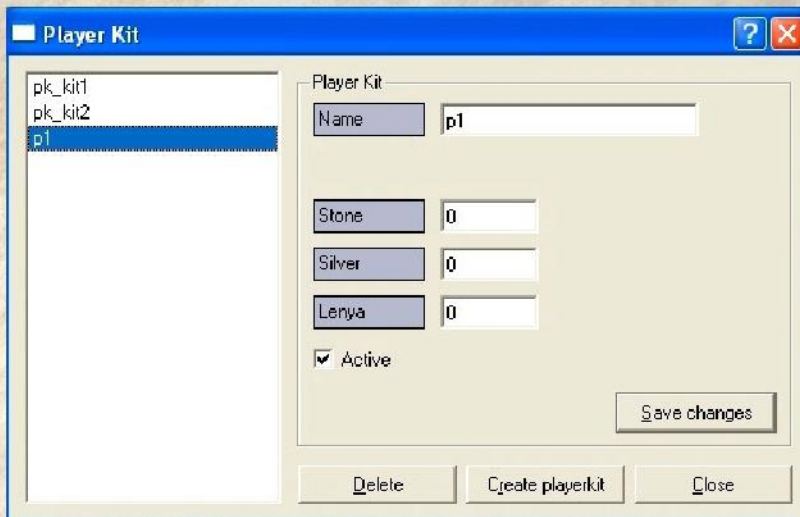 Player Kit
pk_kit1
pk_kit2
p1
Player Kit
Name p1
Stone 0
Silver 0
Lenya 0
Active
Save changes
Delete Create playerkit Close